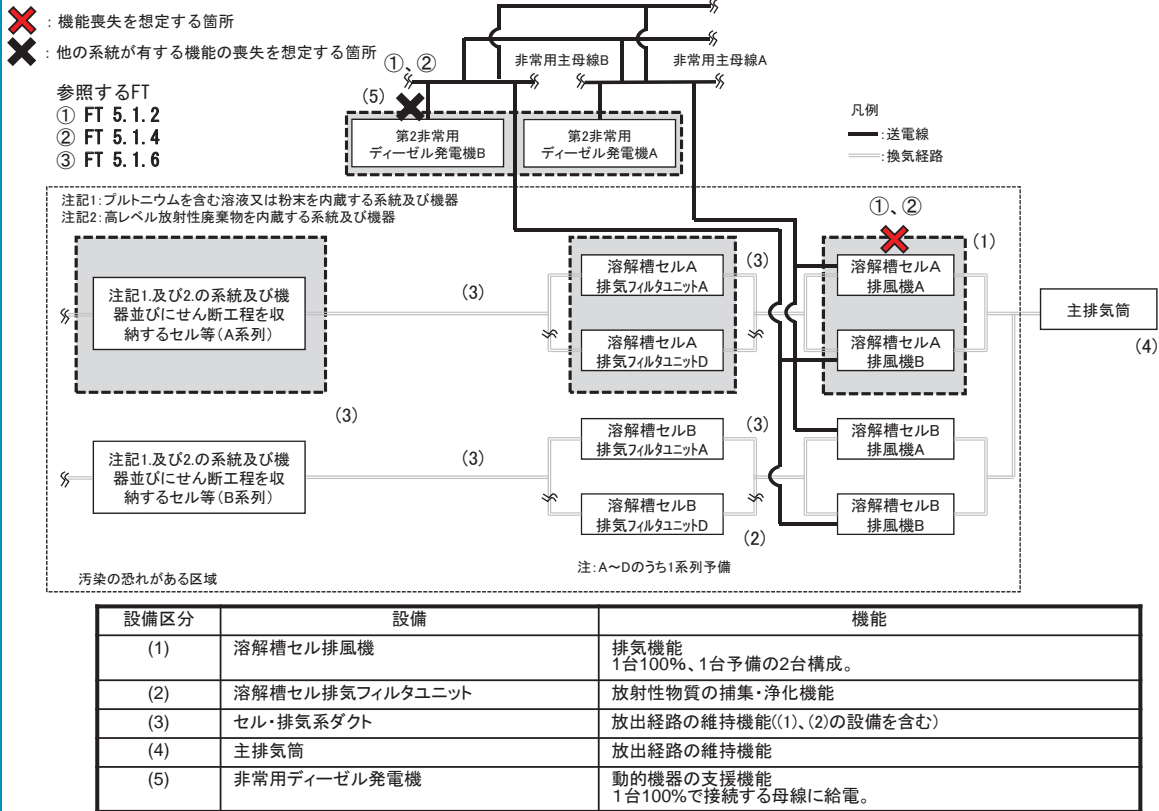 : 機能喪失を想定する箇所
: 他の系統が有する機能の喪失を想定する箇所
①、②
非常用主母線B
非常用主母線A
参照するFT
① FT 5.1.2
② FT 5.1.4
③ FT 5.1.6
(5)
第2非常用
ディーゼル発電機B
第2非常用
ディーゼル発電機A
凡例
:送電線
:換気経路
注記1:プルトニウムを含む溶液又は粉末を内蔵する系統及び機器
注記2:高レベル放射性廃棄物を内蔵する系統及び機器
①、②
(1)
注記1.及び2.の系統及び機
器並びにせん断工程を収
納するセル等(A系列)
(3)
溶解槽セルA
排気フィルタユニットA
(3)
溶解槽セルA
排気フィルタユニットD
溶解槽セルA
排風機A
溶解槽セルA
排風機B
主排気筒
(4)
(3)
注記1.及び2.の系統及び機
器並びにせん断工程を収
納するセル等(B系列)
(3)
溶解槽セルB
排気フィルタユニットA
(3)
溶解槽セルB
排気フィルタユニットD
(2)
溶解槽セルB
排風機A
溶解槽セルB
排風機B
注:A～Dのうち1系列予備
汚染の恐れがある区域
設備区分 設備 機能
(1) 溶解槽セル排風機 排気機能
1台100%、1台予備の2台構成。
(2) 溶解槽セル排気フィルタユニット 放射性物質の捕集・浄化機能
(3) セル・排気系ダクト 放出経路の維持機能((1)、(2)の設備を含む)
(4) 主排気筒 放出経路の維持機能
(5) 非常用ディーゼル発電機 動的機器の支援機能
1台100%で接続する母線に給電。